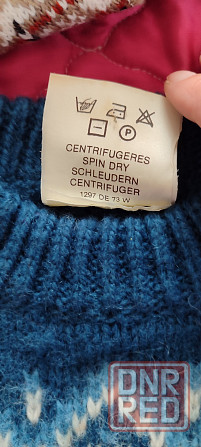 P
CENTRIFUGERES
SPIN DRY
SCHLEUDERN
CENTRIFUGER
1297 DE 73 W
DNR
RED